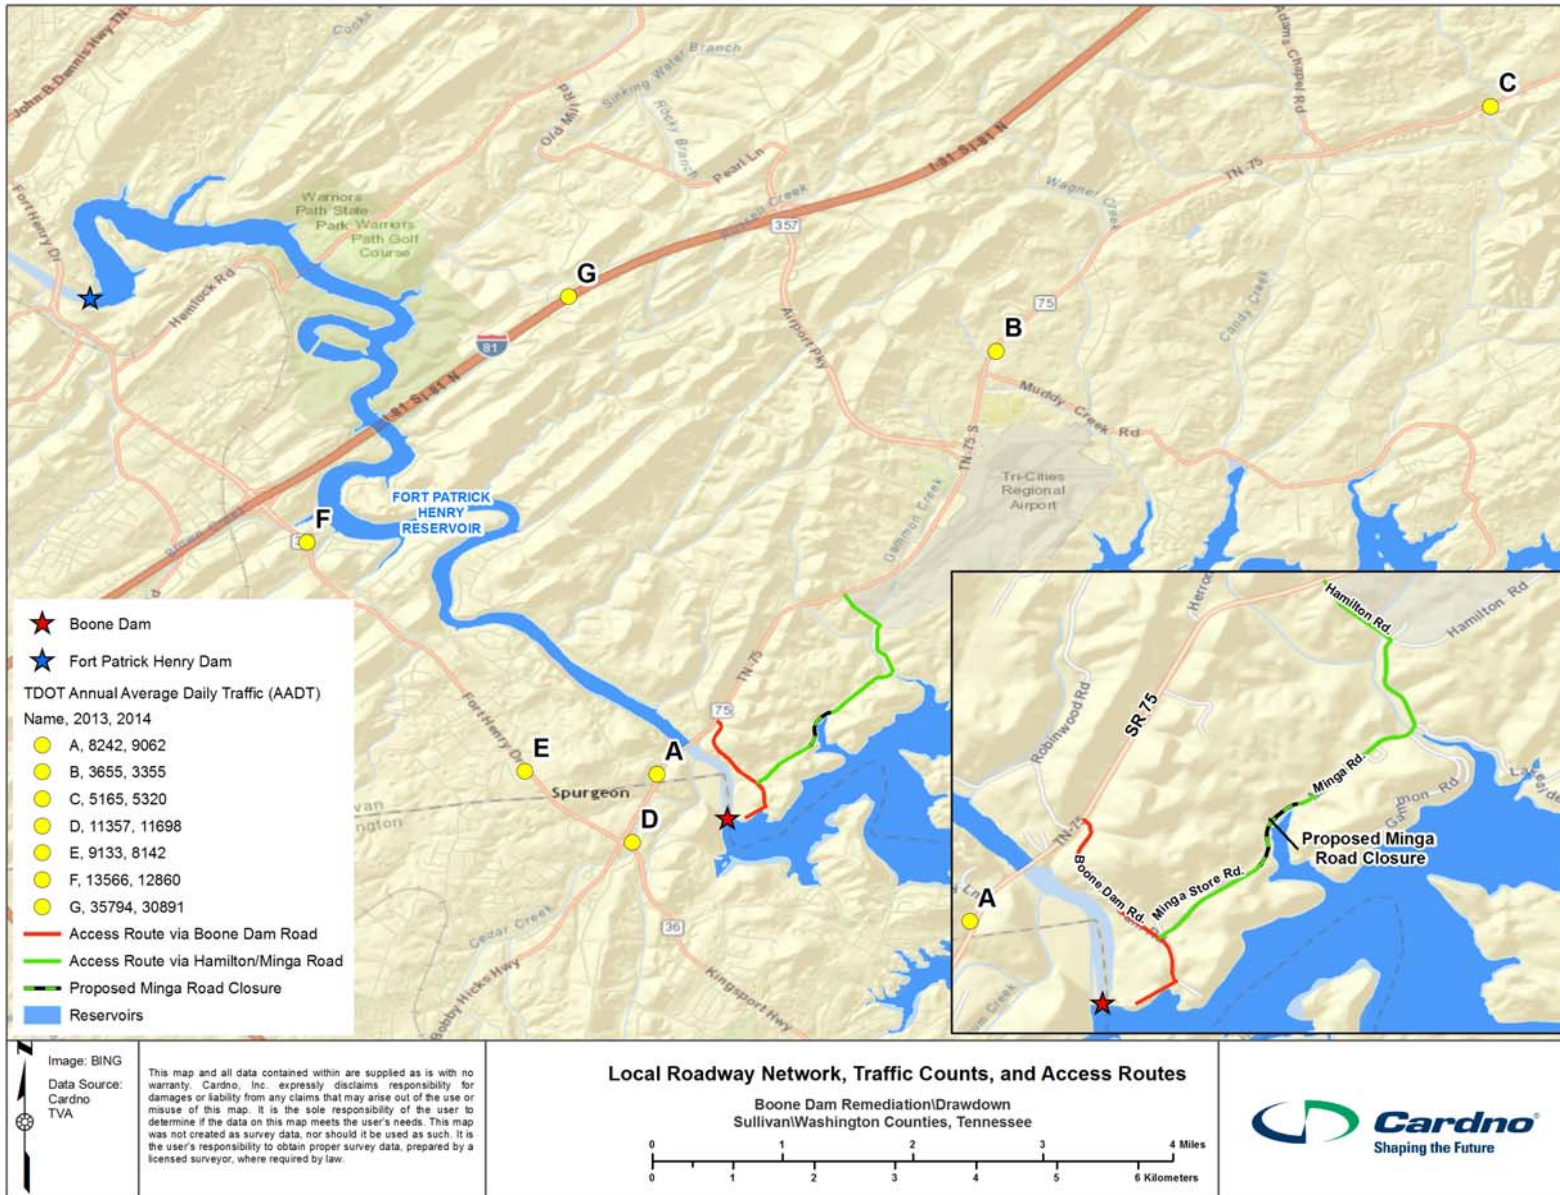 John B Dennis Hwy TN
Cooks
Sinking Water Branch
Rocky Branch
Old Mill Rd
Pearl Ln
Adams Chapel Rd
C
I-81 S|I-81 N
TN-75
Wagner Creek
Fort Henry Dr
Warriors
Path State
Park
Warriors
Path Golf
Course
Russell Creek
357
Hemlock Rd
G
81
Airport Pky
75
B
Candy Creek
I-81 S|I-81 N
Muddy Creek Rd
TN-75 S
Tri-Cities
Regional
Airport
FORT PATRICK
HENRY
RESERVOIR
Gammon Creek
F
TN-75
75
Fort Henry Dr
E
A
Spurgeon
D
Cedar Creek
36
Bobby Hicks Hwy
Kingsport Hwy
Boone Dam
Fort Patrick Henry Dam
TDOT Annual Average Daily Traffic (AADT)
Name, 2013, 2014
A, 8242, 9062
B, 3655, 3355
C, 5165, 5320
D, 11357, 11698
E, 9133, 8142
F, 13566, 12860
G, 35794, 30891
Access Route via Boone Dam Road
Access Route via Hamilton/Minga Road
Proposed Minga Road Closure
Reservoirs
Hamilton Rd.
Hamilton Rd
Herron
Robinwood Rd
SR 75
Minga Rd.
Gammon Rd
TN-75
Proposed Minga
Road Closure
Boone Dam Rd.
Minga Store Rd.
A
Creek
N
Image: BING
Data Source:
Cardno
TVA
This map and all data contained within are supplied as is with no
warranty. Cardno, Inc. expressly disclaims responsibility for
damages or liability from any claims that may arise out of the use or
misuse of this map. It is the sole responsibility of the user to
determine if the data on this map meets the user's needs. This map
was not created as survey data, nor should it be used as such. It is
the user's responsibility to obtain proper survey data, prepared by a
licensed surveyor, where required by law.
Local Roadway Network, Traffic Counts, and Access Routes
Boone Dam Remediation\Drawdown
Sullivan\Washington Counties, Tennessee
0 1 2 3 4 Miles
0 1 2 3 4 5 6 Kilometers
Cardno®
Shaping the Future